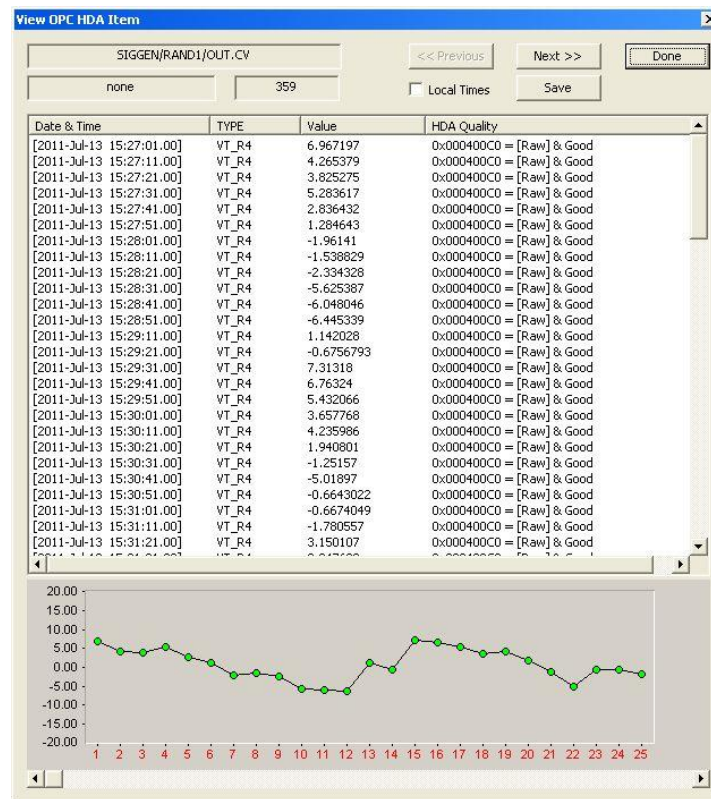 View OPC HDA Item
SIGGEN/RAND1/OUT.CV
<< Previous
Next >>
Done
none
359
Local Times
Save
Date & Time TYPE Value HDA Quality
[2011-Jul-13 15:27:01.00] VT_R4 6.967197 0x000400C0 = [Raw] & Good
[2011-Jul-13 15:27:11.00] VT_R4 4.265379 0x000400C0 = [Raw] & Good
[2011-Jul-13 15:27:21.00] VT_R4 3.825275 0x000400C0 = [Raw] & Good
[2011-Jul-13 15:27:31.00] VT_R4 5.283617 0x000400C0 = [Raw] & Good
[2011-Jul-13 15:27:41.00] VT_R4 2.836432 0x000400C0 = [Raw] & Good
[2011-Jul-13 15:27:51.00] VT_R4 1.284643 0x000400C0 = [Raw] & Good
[2011-Jul-13 15:28:01.00] VT_R4 -1.96141 0x000400C0 = [Raw] & Good
[2011-Jul-13 15:28:11.00] VT_R4 -1.538829 0x000400C0 = [Raw] & Good
[2011-Jul-13 15:28:21.00] VT_R4 -2.334328 0x000400C0 = [Raw] & Good
[2011-Jul-13 15:28:31.00] VT_R4 -5.625387 0x000400C0 = [Raw] & Good
[2011-Jul-13 15:28:41.00] VT_R4 -6.048046 0x000400C0 = [Raw] & Good
[2011-Jul-13 15:28:51.00] VT_R4 -6.445339 0x000400C0 = [Raw] & Good
[2011-Jul-13 15:29:11.00] VT_R4 1.142028 0x000400C0 = [Raw] & Good
[2011-Jul-13 15:29:21.00] VT_R4 -0.6756793 0x000400C0 = [Raw] & Good
[2011-Jul-13 15:29:31.00] VT_R4 7.31318 0x000400C0 = [Raw] & Good
[2011-Jul-13 15:29:41.00] VT_R4 6.76324 0x000400C0 = [Raw] & Good
[2011-Jul-13 15:29:51.00] VT_R4 5.432066 0x000400C0 = [Raw] & Good
[2011-Jul-13 15:30:01.00] VT_R4 3.657768 0x000400C0 = [Raw] & Good
[2011-Jul-13 15:30:11.00] VT_R4 4.235986 0x000400C0 = [Raw] & Good
[2011-Jul-13 15:30:21.00] VT_R4 1.940801 0x000400C0 = [Raw] & Good
[2011-Jul-13 15:30:31.00] VT_R4 -1.25157 0x000400C0 = [Raw] & Good
[2011-Jul-13 15:30:41.00] VT_R4 -5.01897 0x000400C0 = [Raw] & Good
[2011-Jul-13 15:30:51.00] VT_R4 -0.6643022 0x000400C0 = [Raw] & Good
[2011-Jul-13 15:31:01.00] VT_R4 -0.6674049 0x000400C0 = [Raw] & Good
[2011-Jul-13 15:31:11.00] VT_R4 -1.780557 0x000400C0 = [Raw] & Good
[2011-Jul-13 15:31:21.00] VT_R4 3.150107 0x000400C0 = [Raw] & Good
20.00
15.00
10.00
5.00
0.00
-5.00
-10.00
-15.00
-20.00
1 2 3 4 5 6 7 8 9 10 11 12 13 14 15 16 17 18 19 20 21 22 23 24 25